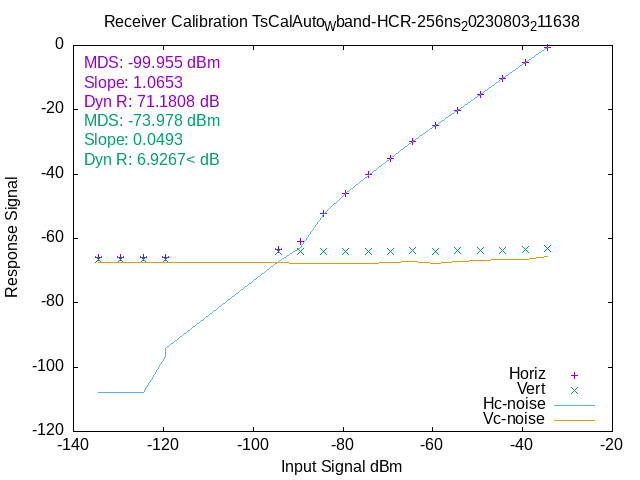 Receiver Calibration TsCalAuto_Wband-HCR-256ns_20230803_211638
MDS: -99.955 dBm
Slope: 1.0653
Dyn R: 71.1808 dB
MDS: -73.978 dBm
Slope: 0.0493
Dyn R: 6.9267< dB
0
-20
-40
-60
-80
-100
-120
Response Signal
Horiz
Vert
Hc-noise
Vc-noise
-140 -120 -100 -80 -60 -40 -20
Input Signal dBm